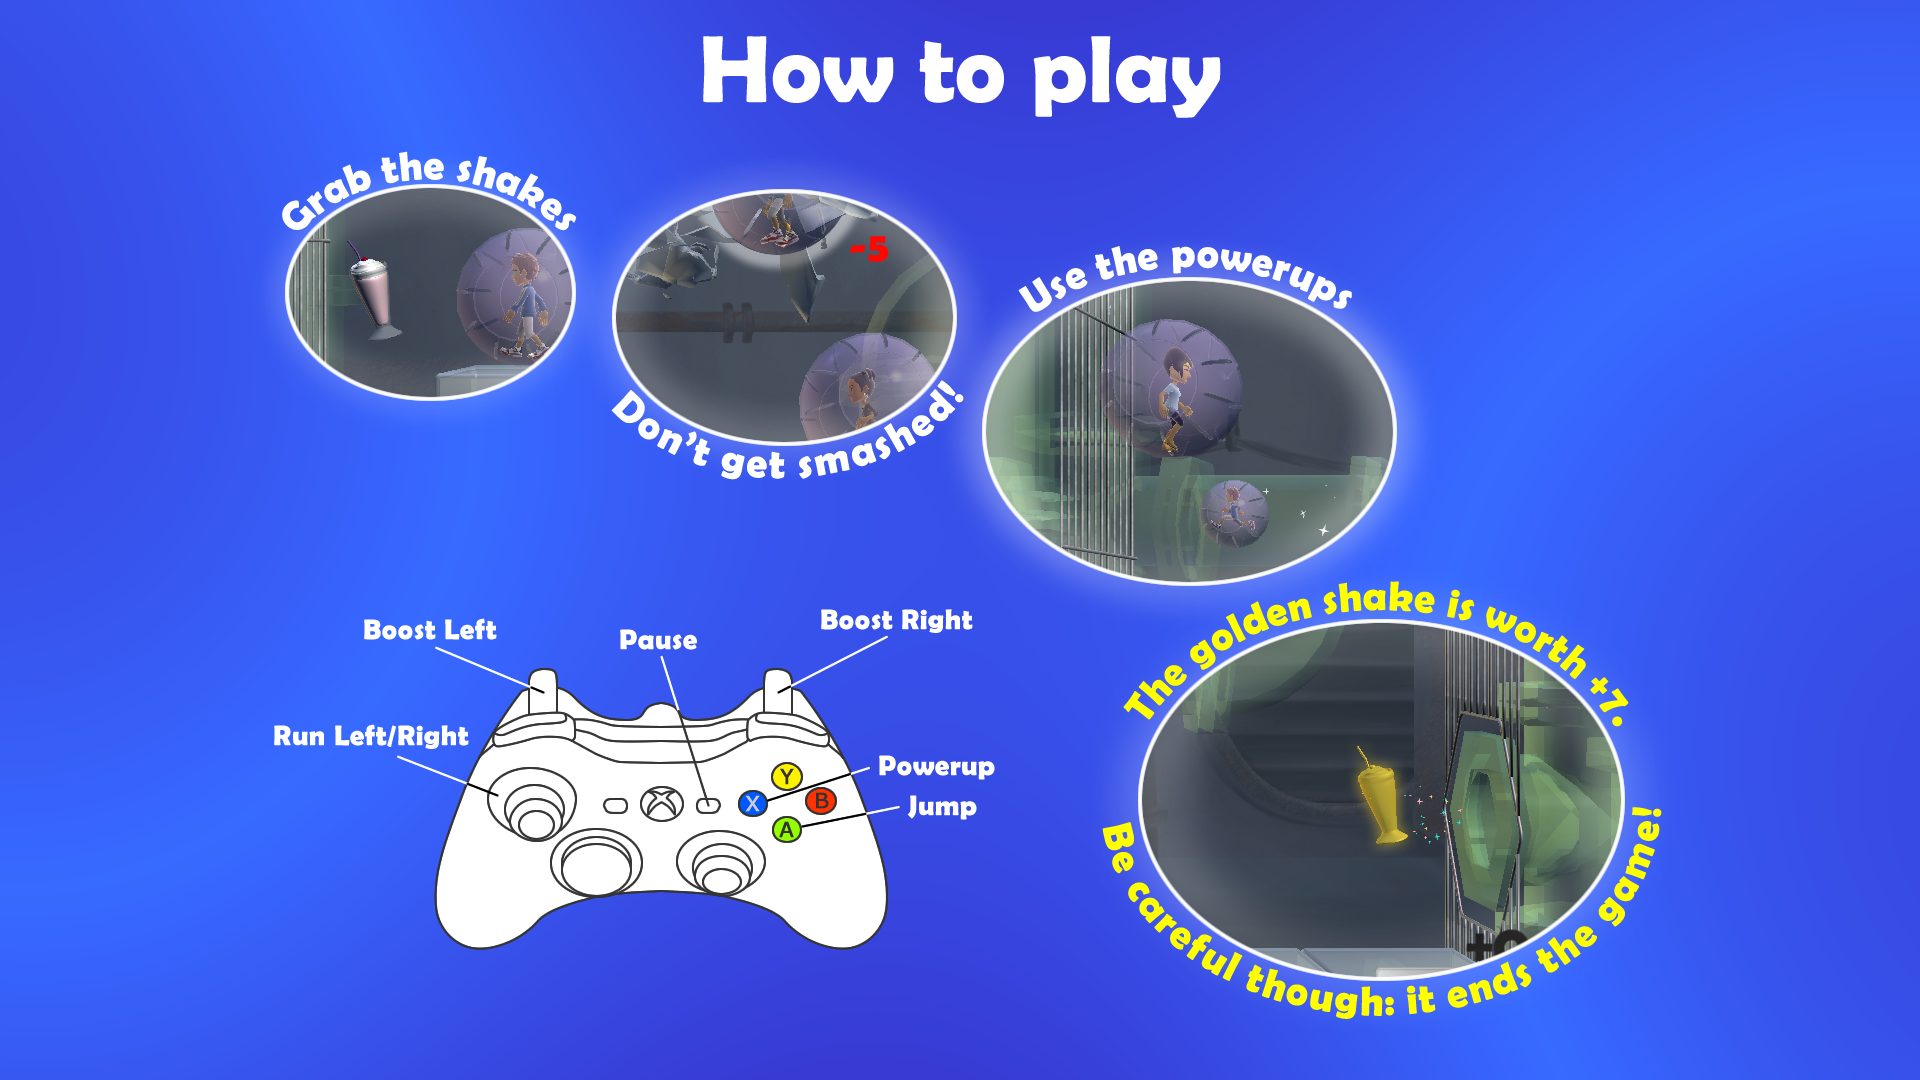 How to play
Grab the shakes
-5
Don't get smashed!
Use the powerups
The golden shake is worth +7.
Be careful though: it ends the game!
Boost Left
Pause
Boost Right
Run Left/Right
Powerup
Jump
Y
X
B
A